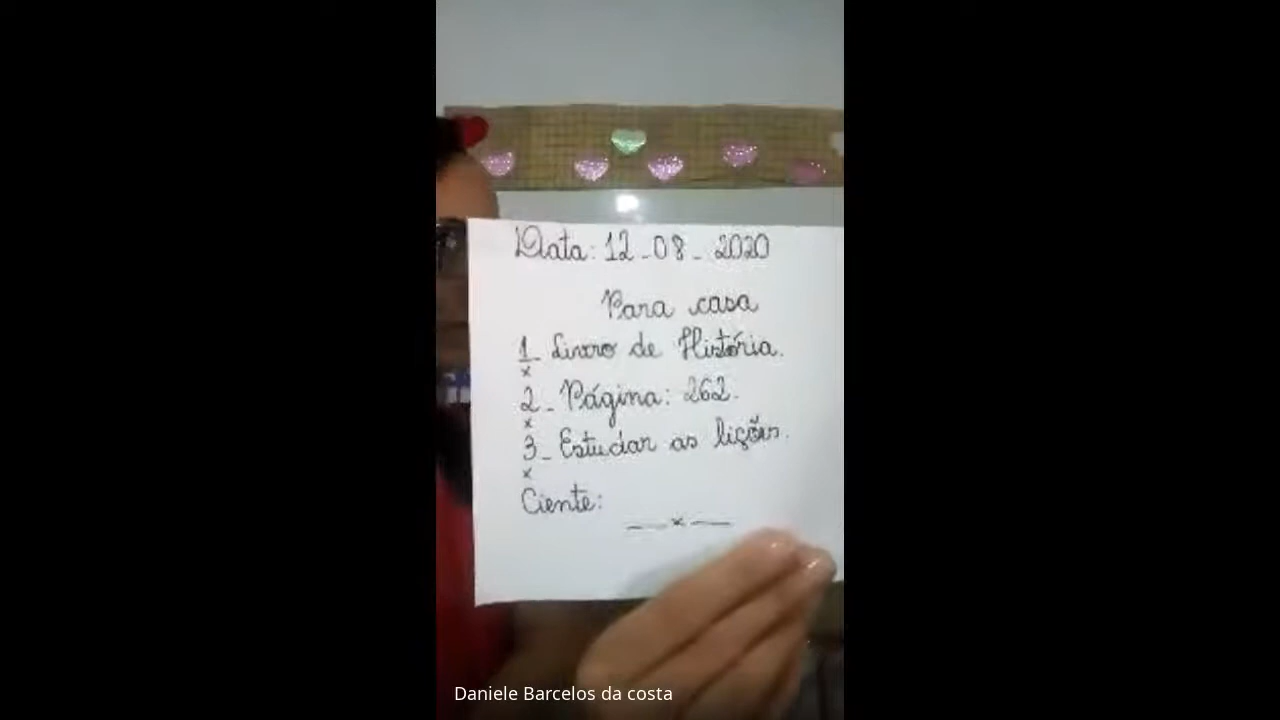 Data: 12-08-2020
Para casa
1- Livro de História.
x
2- Página: 262.
x
3- Estudar as lições.
x
Ciente:
——x——
Daniele Barcelos da costa